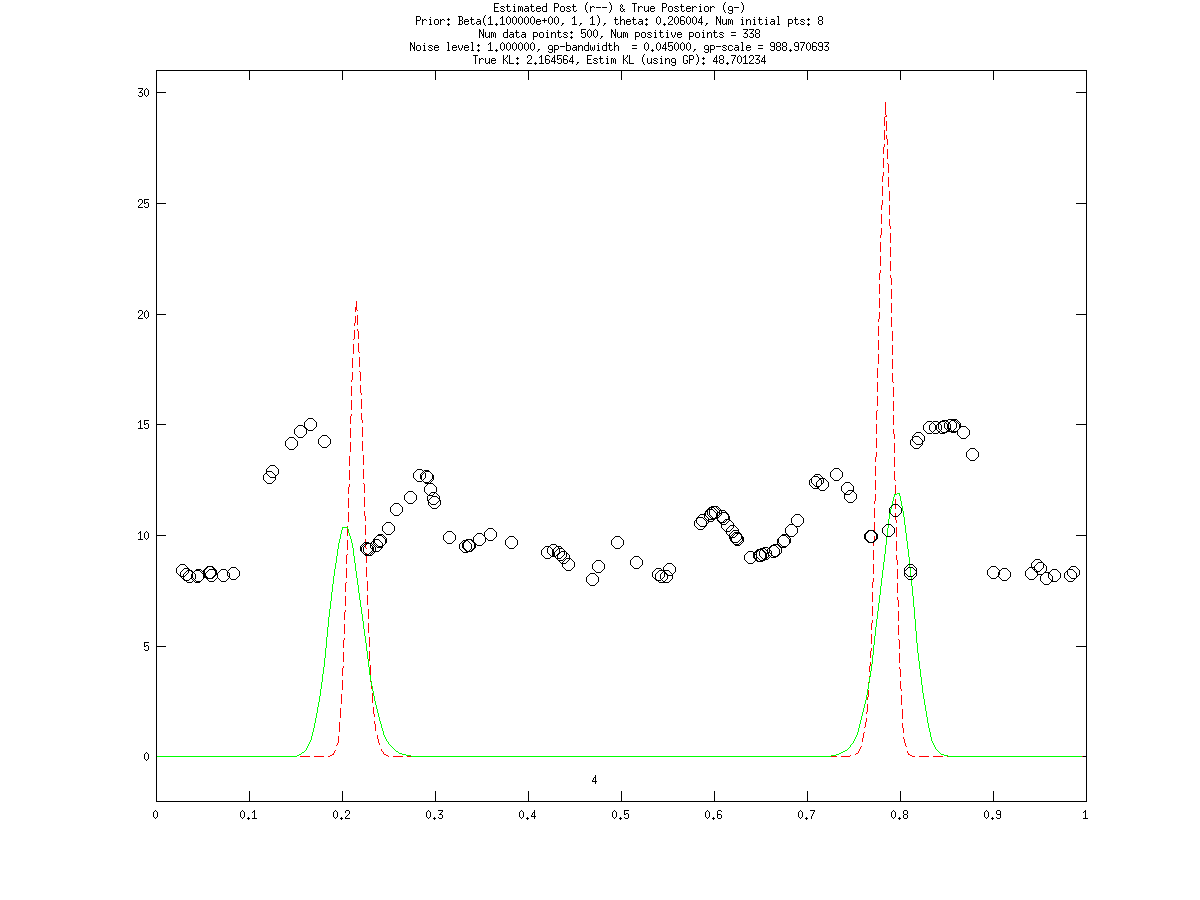 Estimated Post (r--) & True Posterior (g-)
Prior: Beta(1.100000e+00, 1, 1), theta: 0.206004, Num initial pts: 8
Num data points: 500, Num positive points = 338
Noise level: 1.000000, gp-bandwidth  = 0.045000, gp-scale = 988.970693
True KL: 2.164564, Estim KL (using GP): 48.701234
30
25
20
15
10
5
0
4
0 0.1 0.2 0.3 0.4 0.5 0.6 0.7 0.8 0.9 1